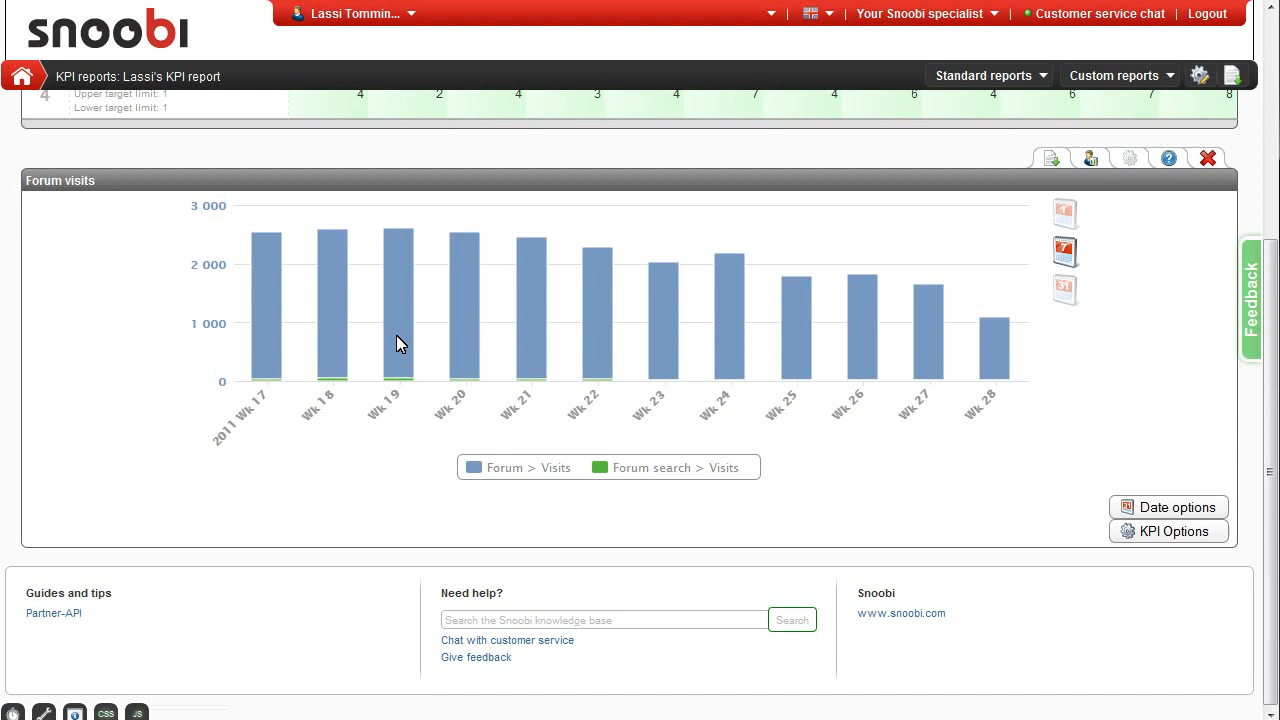 snoobi
Lassi Tommin...
Your Snoobi specialist
Customer service chat
Logout
KPI reports: Lassi's KPI report
Standard reports
Custom reports
4
Upper target limit: 1
Lower target limit: 1
4 2 4 3 4 7 4 6 4 6 7 8
Forum visits
3 000
2 000
1 000
0
1
7
31
2011 Wk 17
Wk 18
Wk 19
Wk 20
Wk 21
Wk 22
Wk 23
Wk 24
Wk 25
Wk 26
Wk 27
Wk 28
Forum > Visits
Forum search > Visits
Feedback
Date options
KPI Options
Guides and tips
Partner-API
Need help?
Search the Snoobi knowledge base
Search
Chat with customer service
Give feedback
Snoobi
www.snoobi.com
CSS
JS